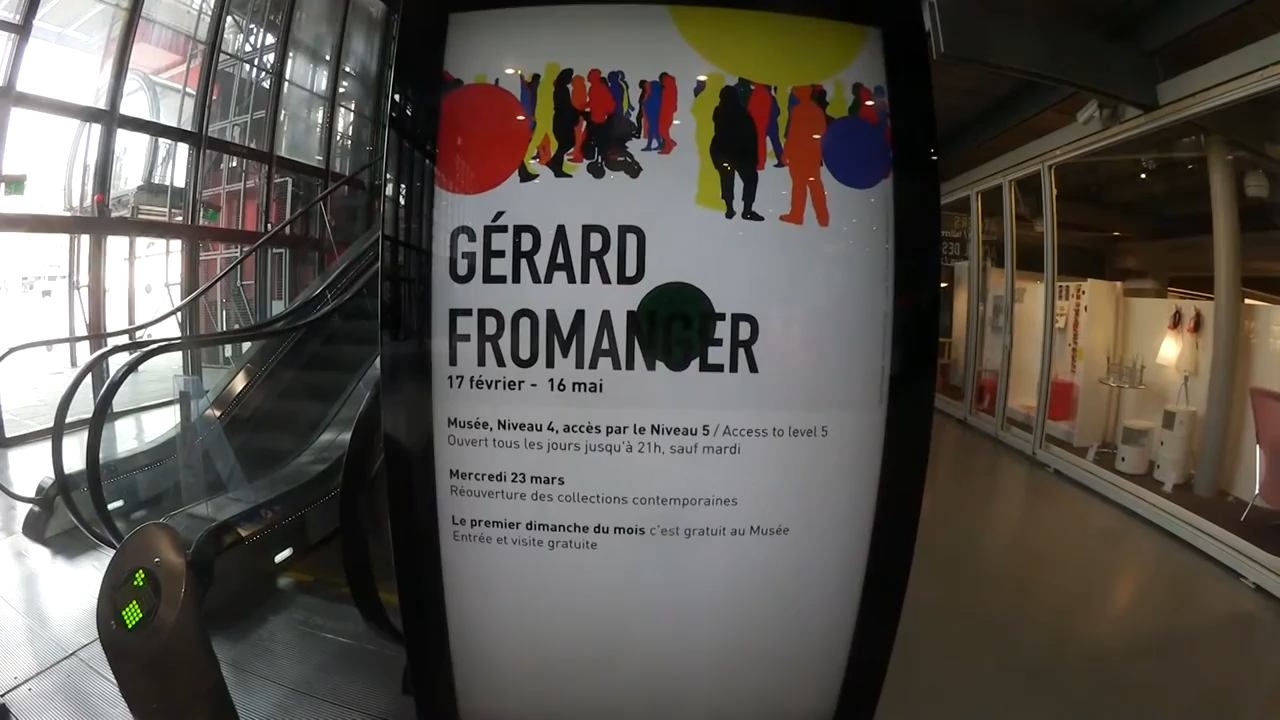 GÉRARD
FROMANGER
17 février - 16 mai
Musée, Niveau 4, accès par le Niveau 5 / Access to level 5
Ouvert tous les jours jusqu'à 21h, sauf mardi
Mercredi 23 mars
Réouverture des collections contemporaines
Le premier dimanche du mois c'est gratuit au Musée
Entrée et visite gratuite